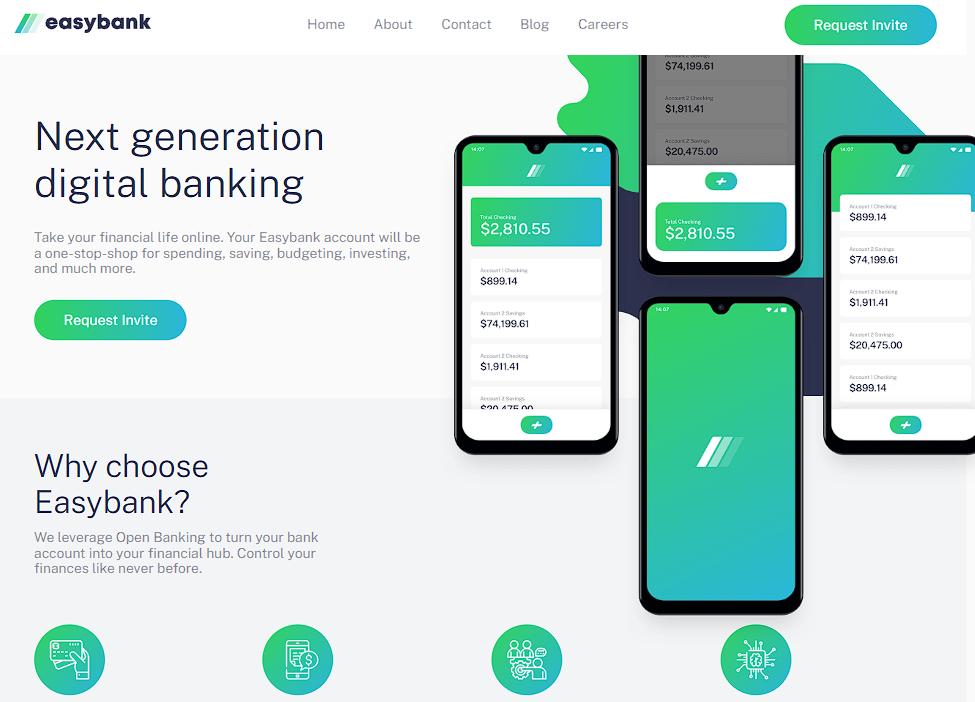 easybank
Home About Contact Blog Careers
Request Invite
Next generation
digital banking
Take your financial life online. Your Easybank account will be
a one-stop-shop for spending, saving, budgeting, investing,
and much more.
Request Invite
14:07
Total Checking
$2,810.55
Account 1 Checking
$899.14
Account 2 Savings
$74,199.61
Account 2 Checking
$1,911.41
Account 2 Savings
$20,475.00
$74,199.61
Account 2 Checking
$1,911.41
Account 2 Savings
$20,475.00
Total Checking
$2,810.55
14:07
14:07
Account 1 Checking
$899.14
Account 2 Savings
$74,199.61
Account 2 Checking
$1,911.41
Account 2 Savings
$20,475.00
Account 1 Checking
$899.14
Why choose
Easybank?
We leverage Open Banking to turn your bank
account into your financial hub. Control your
finances like never before.